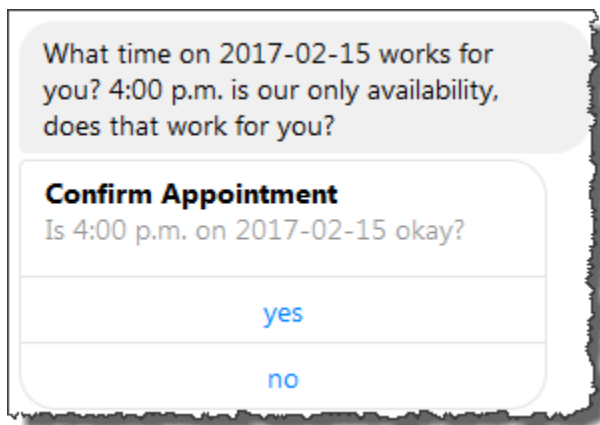 What time on 2017-02-15 works for
you? 4:00 p.m. is our only availability,
does that work for you?
Confirm Appointment
Is 4:00 p.m. on 2017-02-15 okay?
yes
no